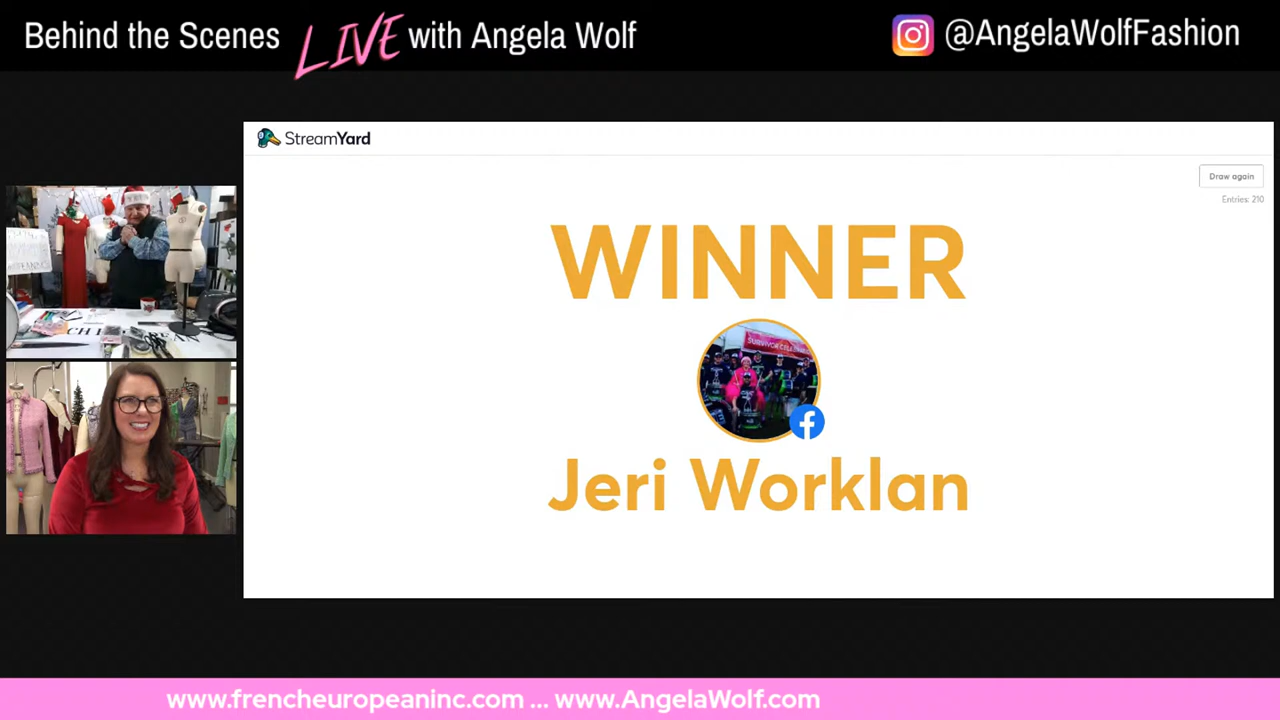 Behind the Scenes LIVE with Angela Wolf
@AngelaWolfFashion
StreamYard
Draw again
Entries: 210
WINNER
SURVIVOR
Jeri Worklan
www.frencheuropeaninc.com ... www.AngelaWolf.com